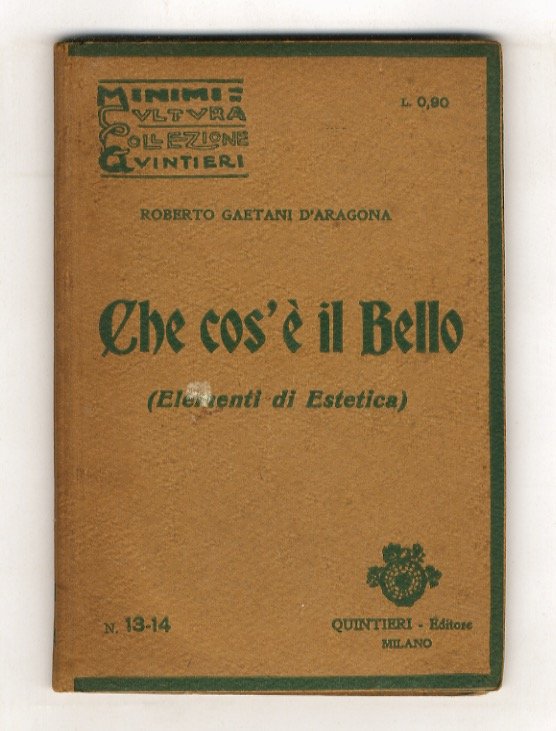 MINIMI =
CVLTVRA
COLLEZIONE
QVINTIERI
L. 0,90
ROBERTO GAETANI D'ARAGONA
Che cos'è il Bello
(Elementi di Estetica)
N. 13-14
QUINTIERI - Editore
MILANO